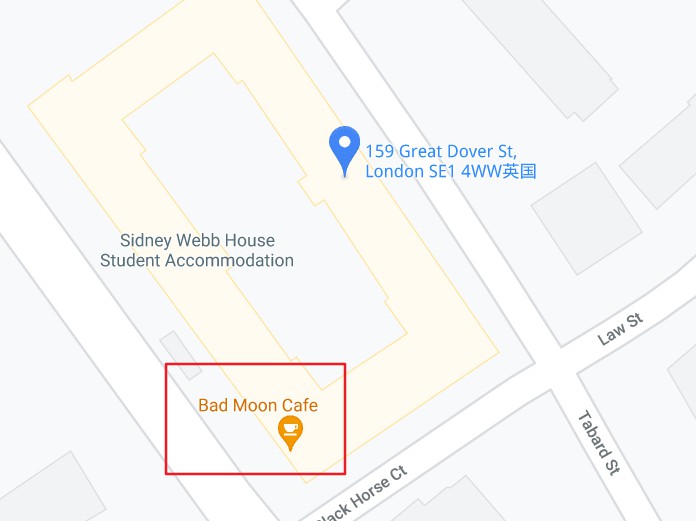 159 Great Dover St,
London SE1 4WW英国
Sidney Webb House
Student Accommodation
Law St
Bad Moon Cafe
Tabard St
Horse Ct